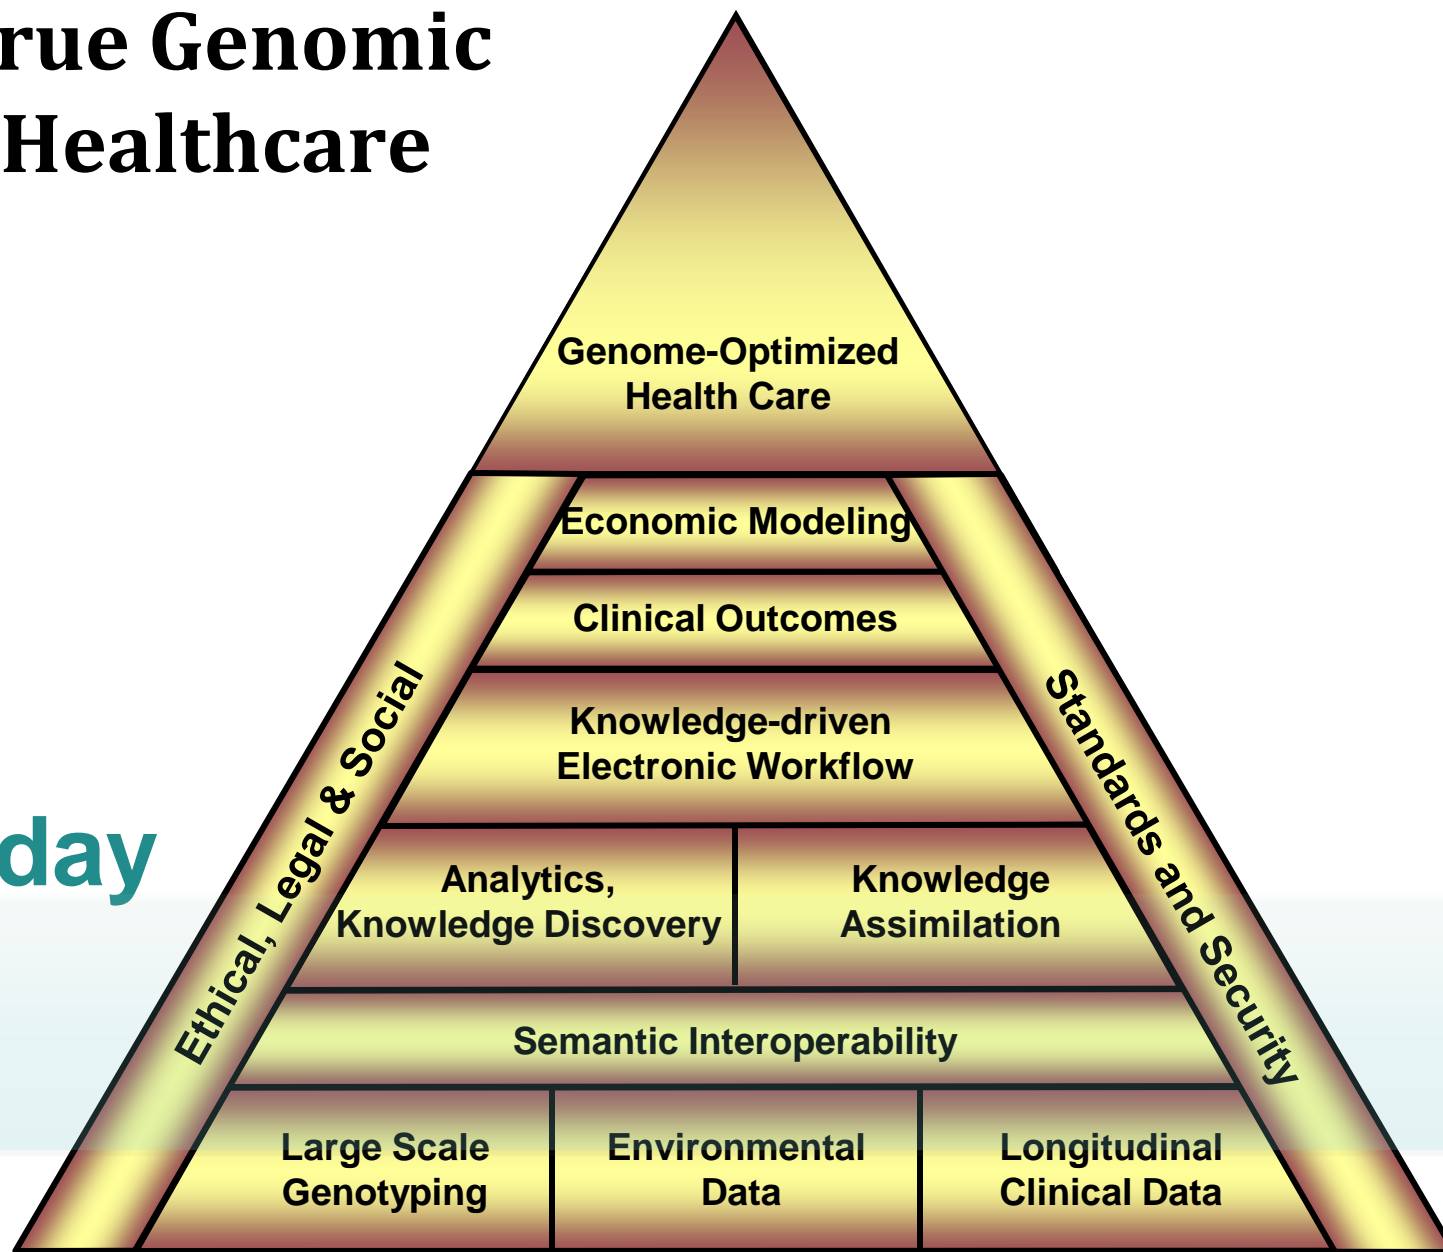 rue Genomic
Healthcare
Genome-Optimized
Health Care
Economic Modeling
Clinical Outcomes
Knowledge-driven
Electronic Workflow
Ethical, Legal & Social
Standards and Security
day
Analytics,
Knowledge Discovery
Knowledge
Assimilation
Semantic Interoperability
Large Scale
Genotyping
Environmental
Data
Longitudinal
Clinical Data